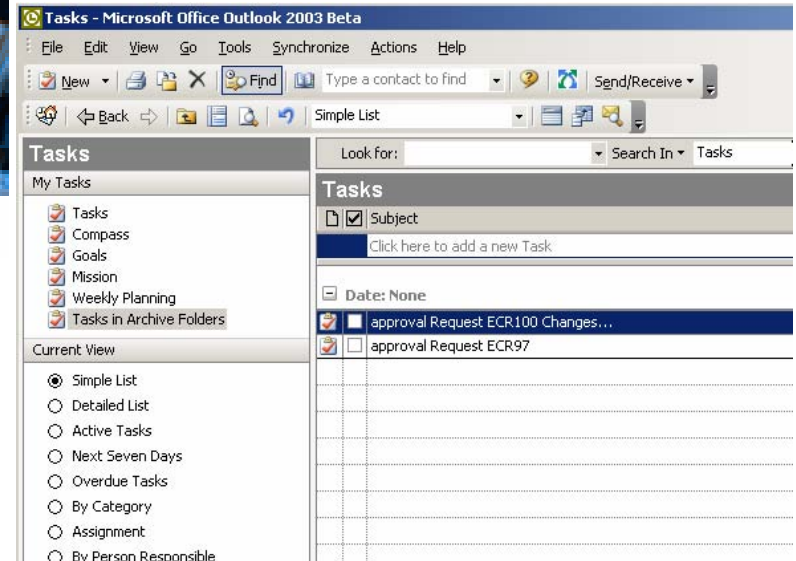 Tasks - Microsoft Office Outlook 2003 Beta
File Edit View Go Tools Synchronize Actions Help
New Find Type a contact to find Send/Receive
Back Simple List
Tasks
My Tasks
Tasks
Compass
Goals
Mission
Weekly Planning
Tasks in Archive Folders
Current View
Simple List
Detailed List
Active Tasks
Next Seven Days
Overdue Tasks
By Category
Assignment
By Person Responsible
Look for: Search In Tasks
Tasks
Subject
Click here to add a new Task
Date: None
approval Request ECR100 Changes...
approval Request ECR97